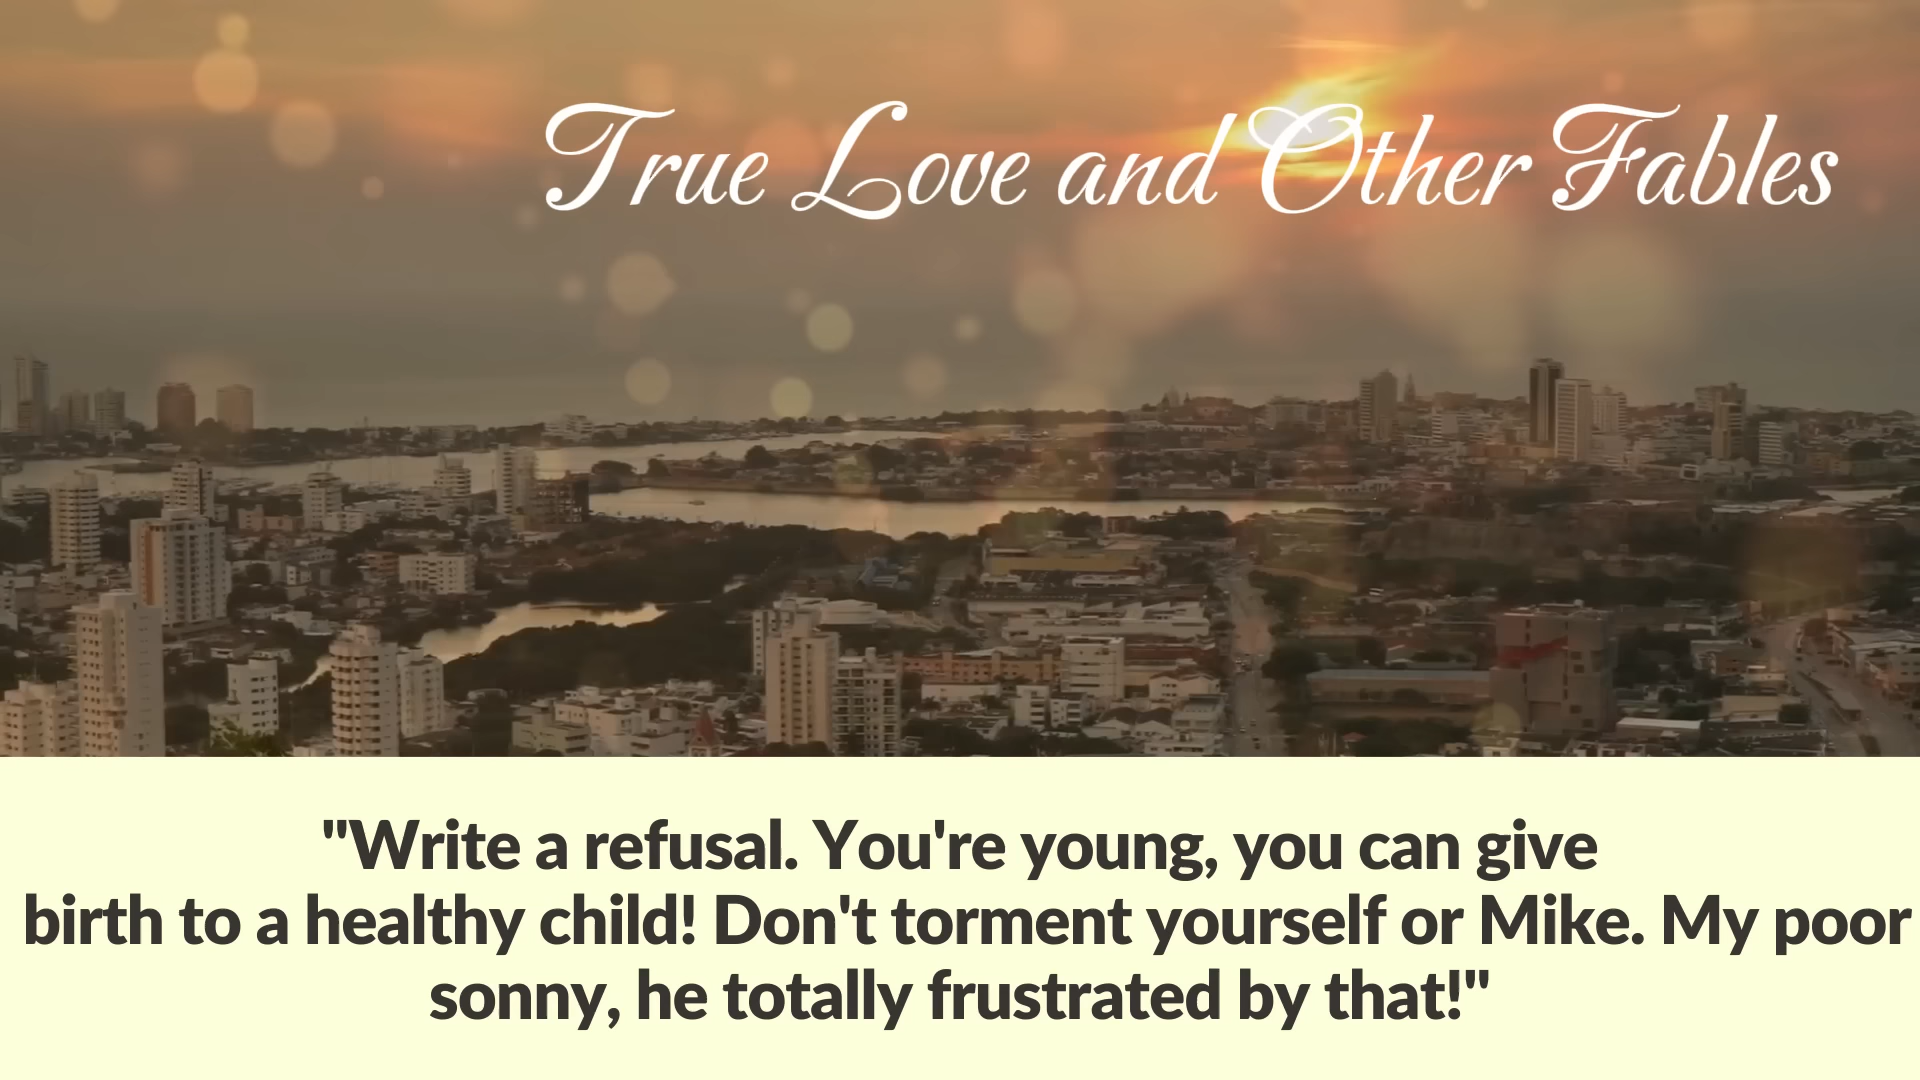 True Love and Other Fables
"Write a refusal. You're young, you can give
birth to a healthy child! Don't torment yourself or Mike. My poor
sonny, he totally frustrated by that!"